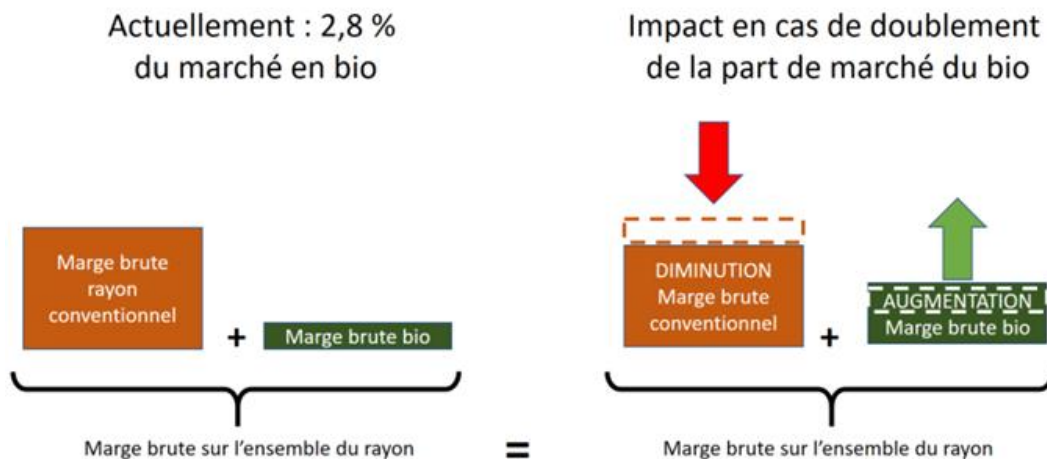 Actuellement : 2,8 %
du marché en bio
Impact en cas de doublement
de la part de marché du bio
Marge brute
rayon
conventionnel
+
Marge brute bio
DIMINUTION
Marge brute
conventionnel
+
AUGMENTATION
Marge brute bio
Marge brute sur l'ensemble du rayon
=
Marge brute sur l'ensemble du rayon